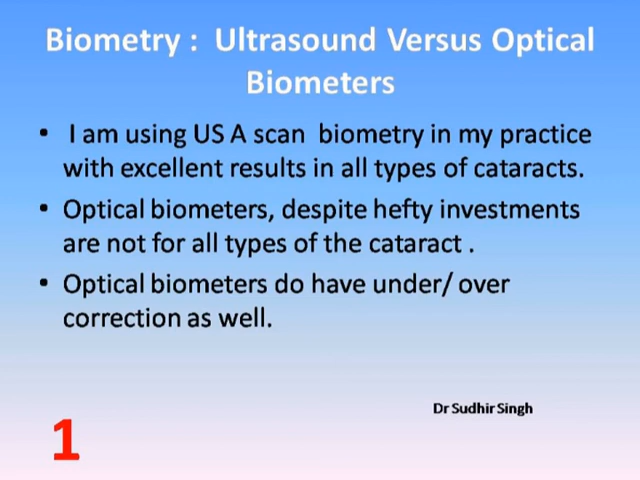 Biometry : Ultrasound Versus Optical
Biometers
• I am using US A scan biometry in my practice
with excellent results in all types of cataracts.
• Optical biometers, despite hefty investments
are not for all types of the cataract .
• Optical biometers do have under/ over
correction as well.
Dr Sudhir Singh
1